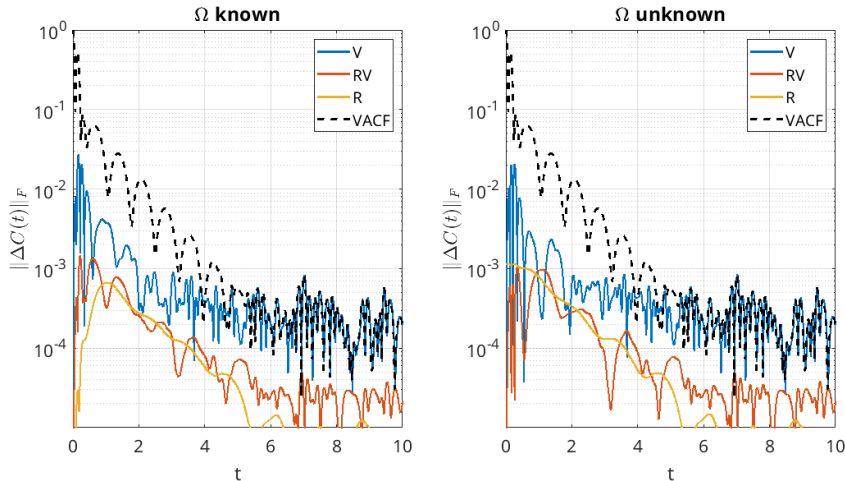 Ω known
10^0
10^-1
10^-2
10^-3
10^-4
‖ΔC(t)‖_F
V
RV
R
VACF
0 2 4 6 8 10
t
Ω unknown
10^0
10^-1
10^-2
10^-3
10^-4
‖ΔC(t)‖_F
V
RV
R
VACF
0 2 4 6 8 10
t